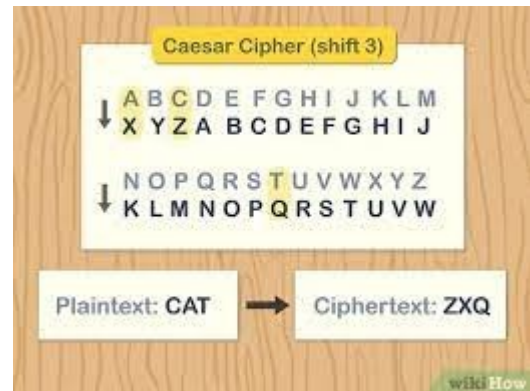 Caesar Cipher (shift 3)
A B C D E F G H I J K L M
X Y Z A B C D E F G H I J
N O P Q R S T U V W X Y Z
K L M N O P Q R S T U V W
Plaintext: CAT
Ciphertext: ZXQ
wikiHow